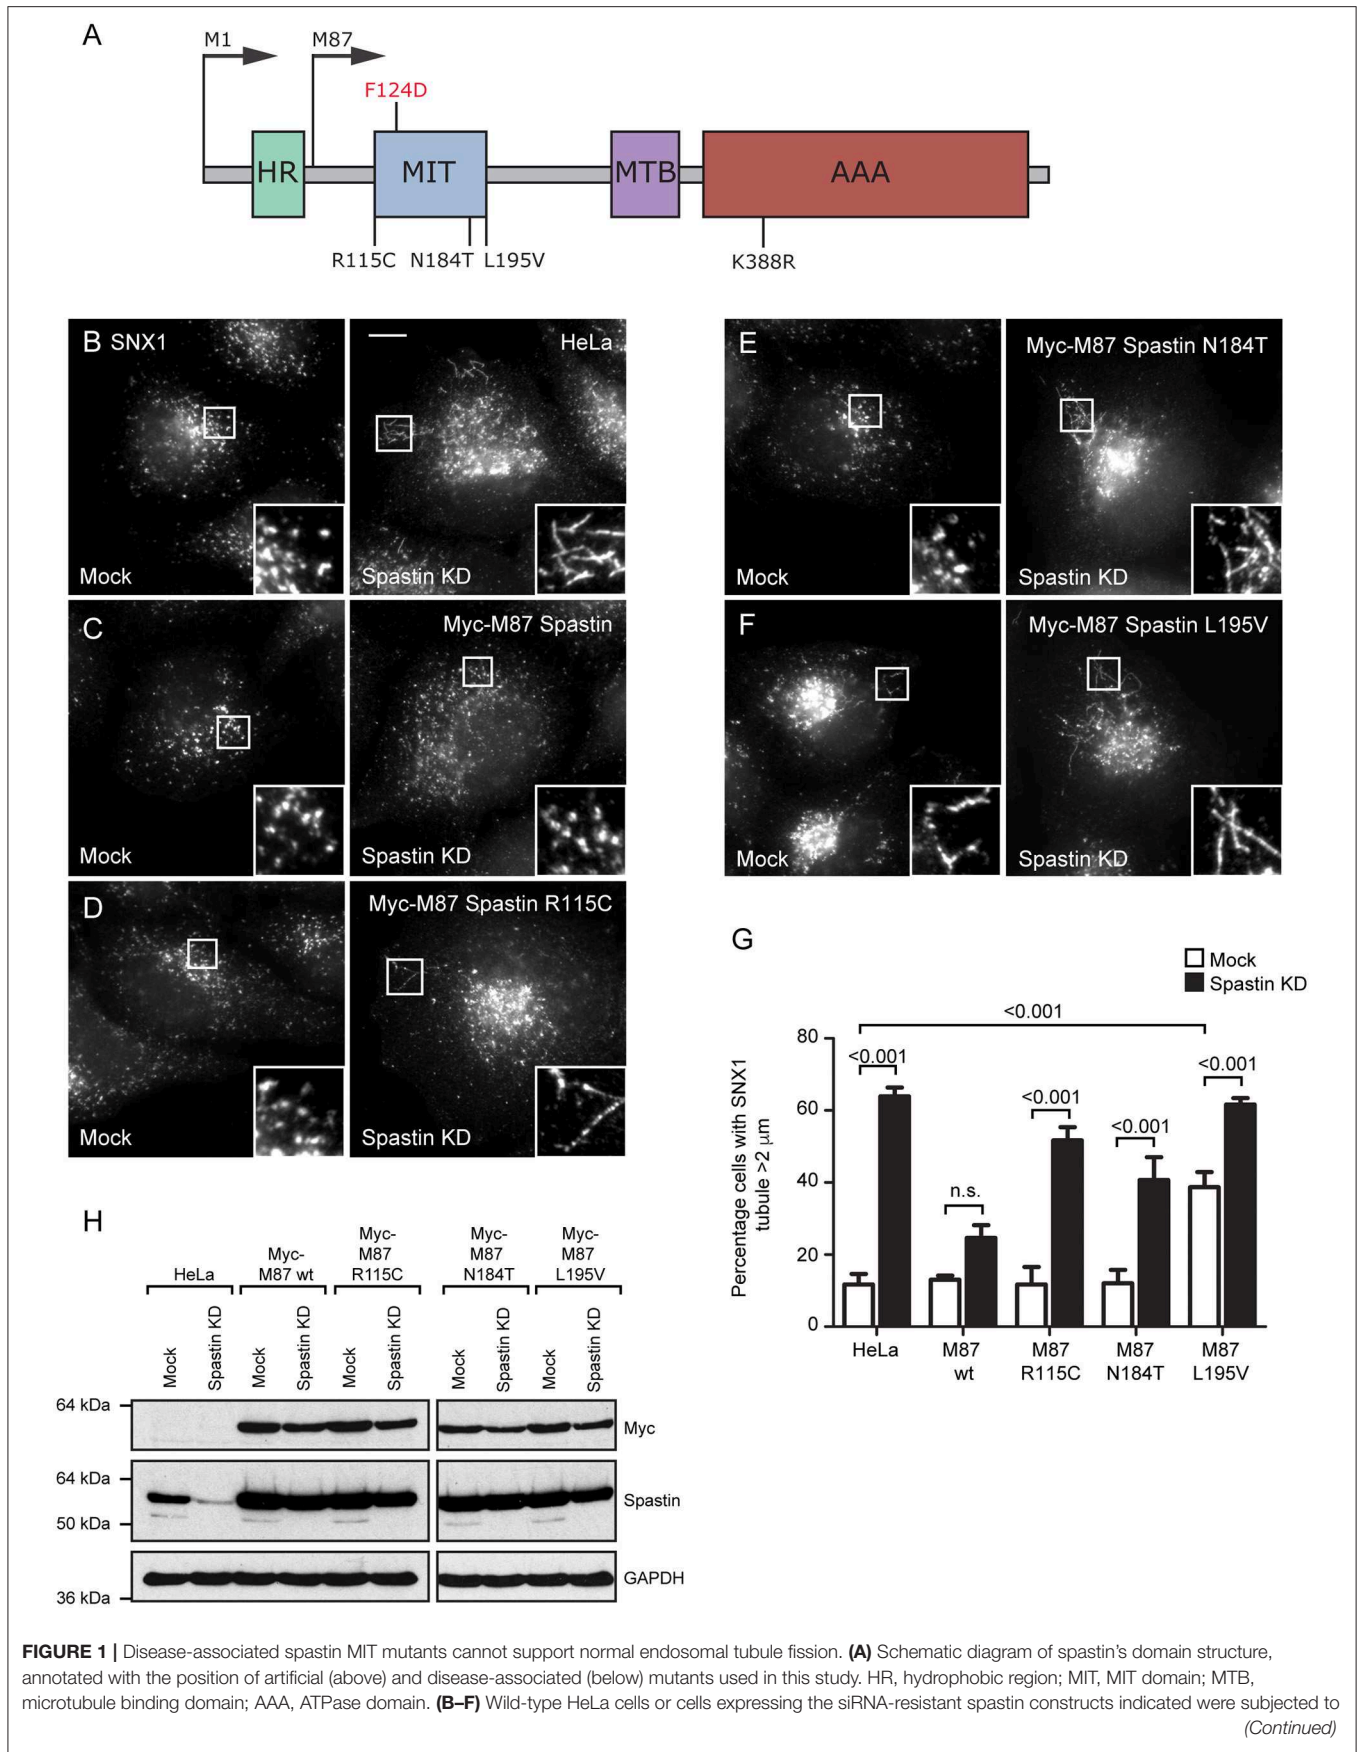 A
M1
M87
F124D
HR
MIT
MTB
AAA
R115C
N184T
L195V
K388R
B SNX1
HeLa
Mock
Spastin KD
C
Myc-M87 Spastin
Mock
Spastin KD
D
Myc-M87 Spastin R115C
Mock
Spastin KD
E
Myc-M87 Spastin N184T
Mock
Spastin KD
F
Myc-M87 Spastin L195V
Mock
Spastin KD
G
Mock
Spastin KD
Percentage cells with SNX1
tubule >2 μm
80
60
40
20
0
<0.001
<0.001
n.s.
<0.001
<0.001
<0.001
HeLa
M87
wt
M87
R115C
M87
N184T
M87
L195V
H
HeLa
Myc-
M87 wt
Myc-
M87
R115C
Myc-
M87
N184T
Myc-
M87
L195V
Mock
Spastin KD
Mock
Spastin KD
Mock
Spastin KD
Mock
Spastin KD
Mock
Spastin KD
64 kDa
Myc
64 kDa
Spastin
50 kDa
GAPDH
36 kDa
FIGURE 1 | Disease-associated spastin MIT mutants cannot support normal endosomal tubule fission. (A) Schematic diagram of spastin's domain structure,
annotated with the position of artificial (above) and disease-associated (below) mutants used in this study. HR, hydrophobic region; MIT, MIT domain; MTB,
microtubule binding domain; AAA, ATPase domain. (B–F) Wild-type HeLa cells or cells expressing the siRNA-resistant spastin constructs indicated were subjected to
(Continued)